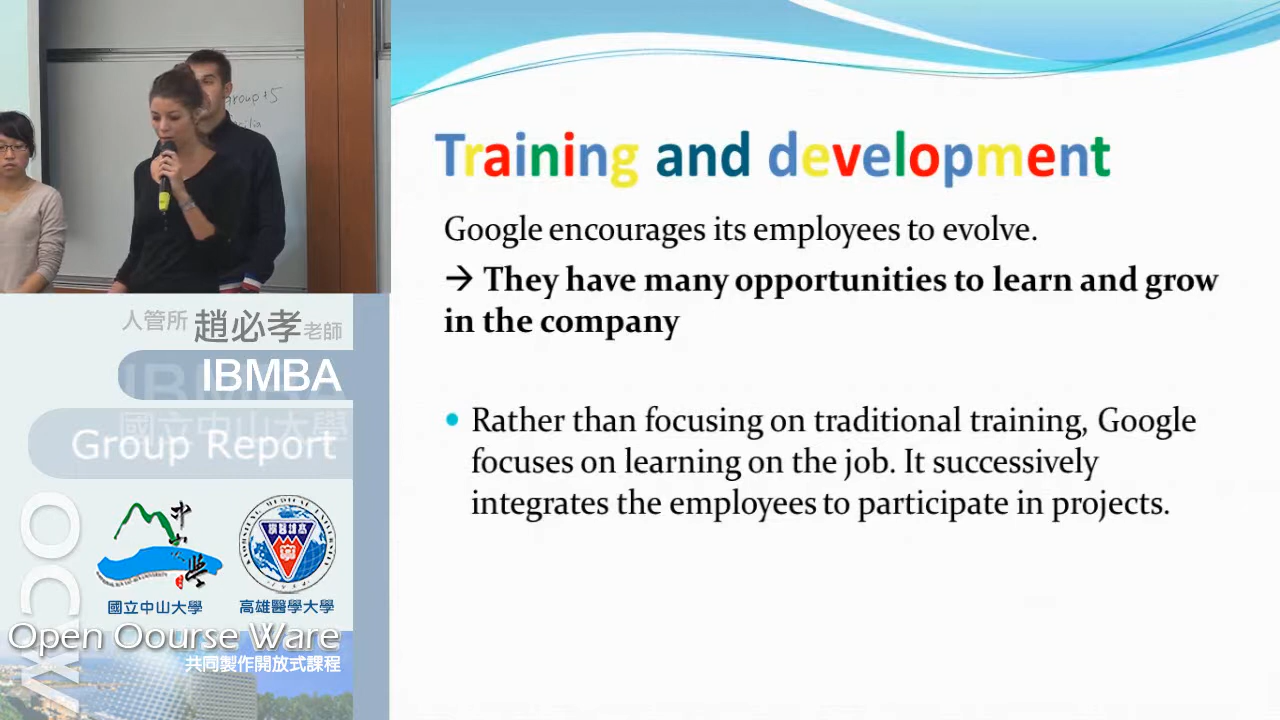 Group #5
Training and development
Google encourages its employees to evolve.
→ They have many opportunities to learn and grow
in the company
• Rather than focusing on traditional training, Google
focuses on learning on the job. It successively
integrates the employees to participate in projects.
人管所 趙必孝老師
IBMBA
國立中山大學
Group Report
OCW
國立中山大學
高雄醫學大學
Open Oourse Ware
共同製作開放式課程